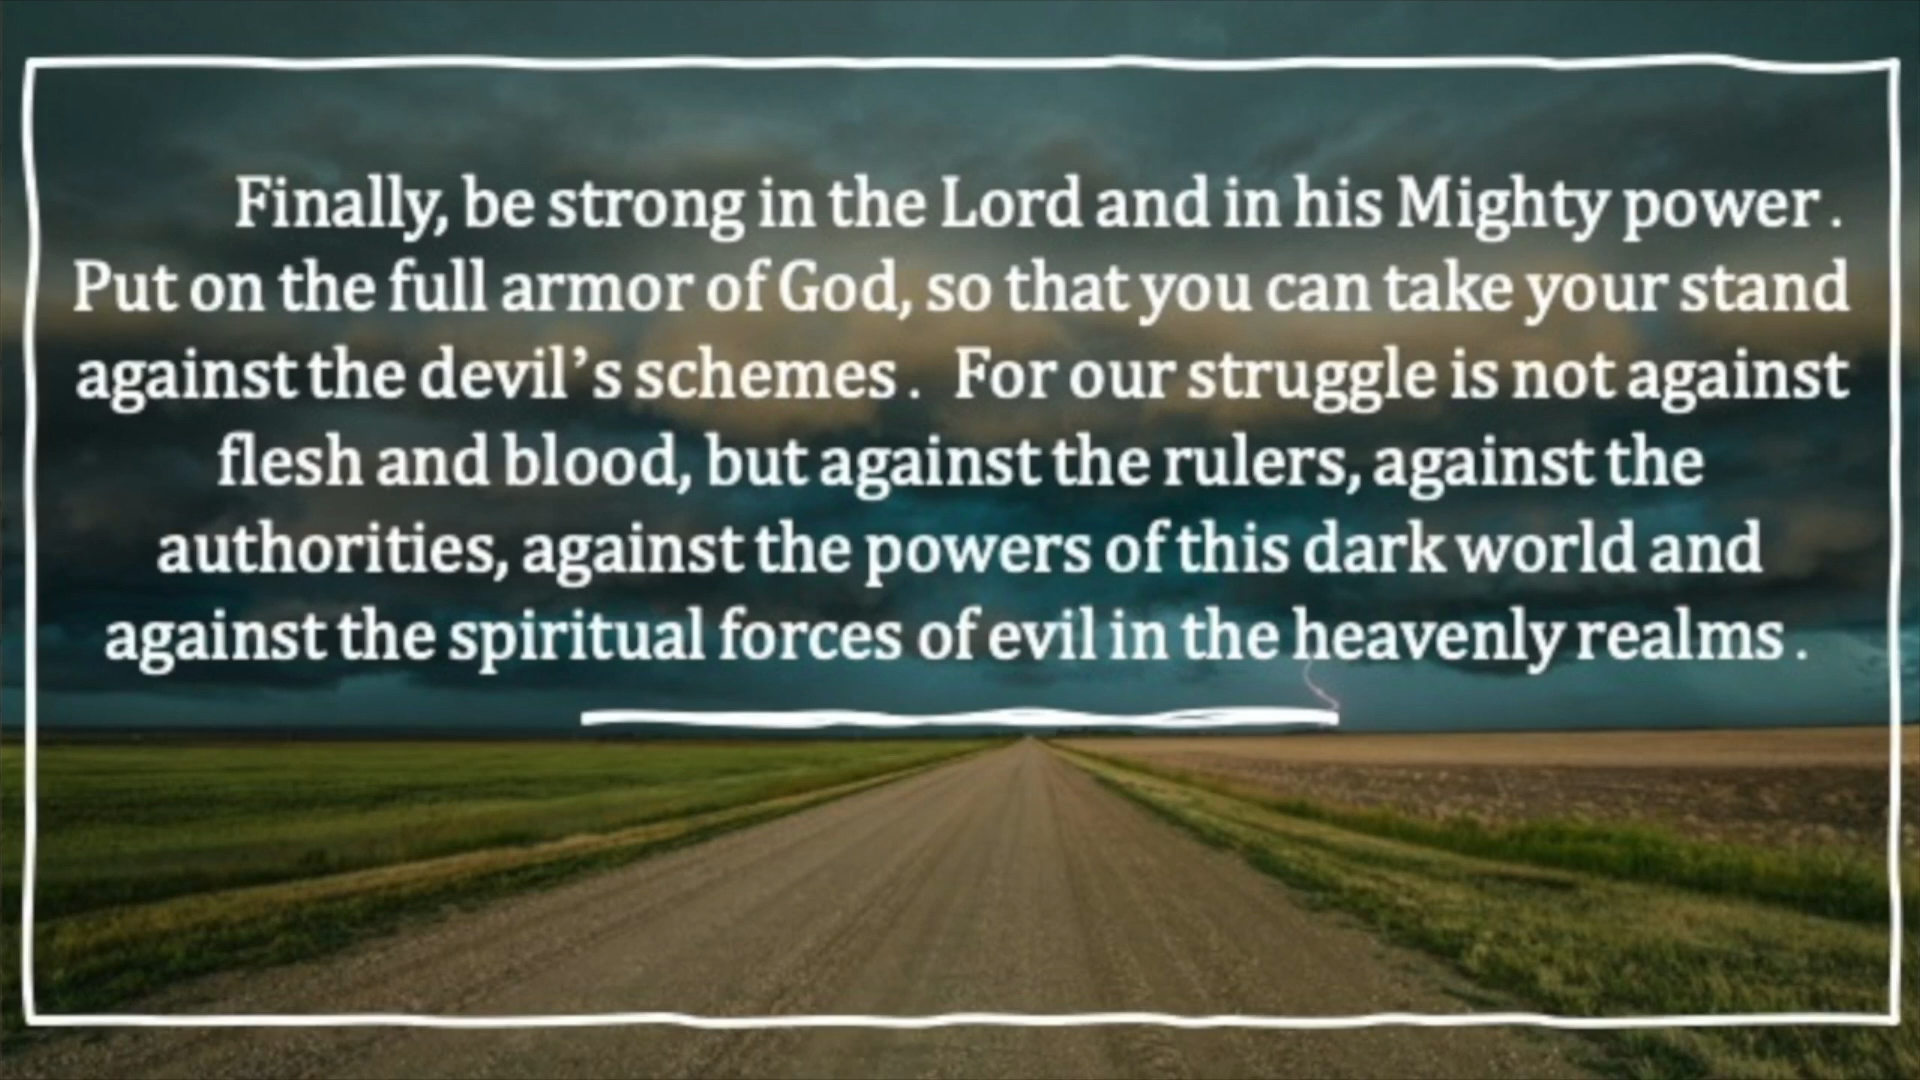 Finally, be strong in the Lord and in his Mighty power.
Put on the full armor of God, so that you can take your stand
against the devil’s schemes. For our struggle is not against
flesh and blood, but against the rulers, against the
authorities, against the powers of this dark world and
against the spiritual forces of evil in the heavenly realms.